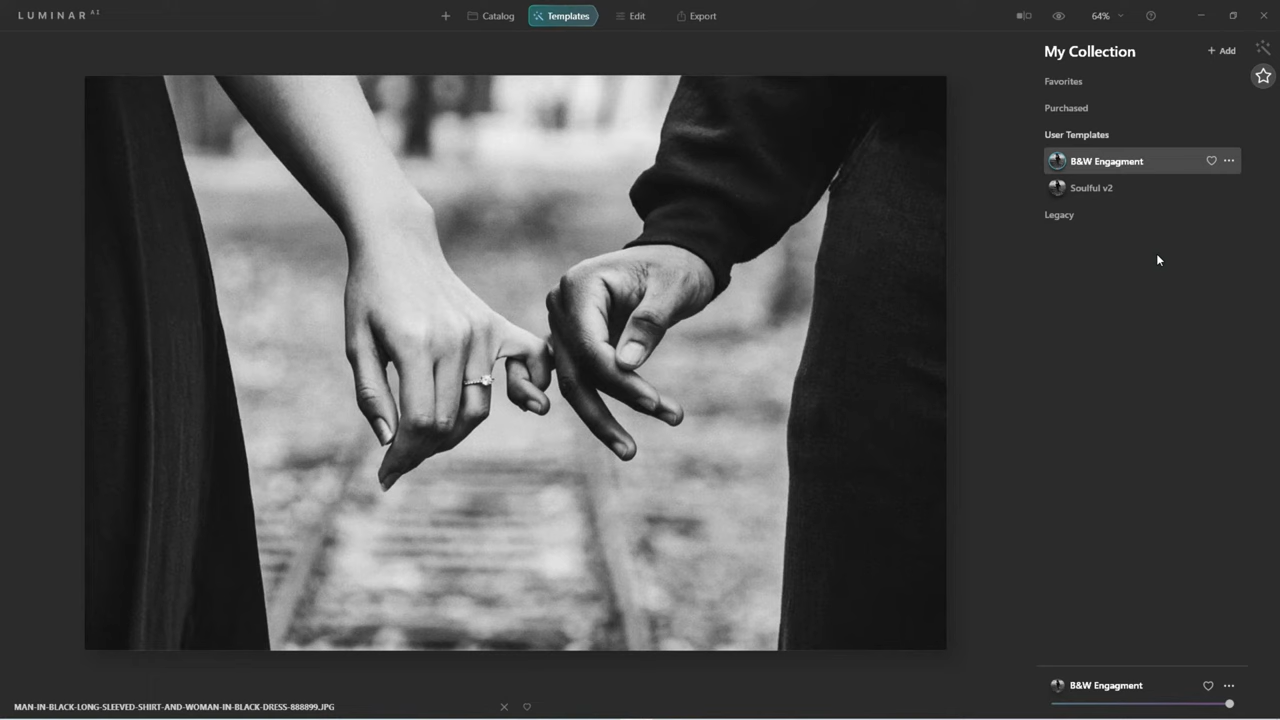 LUMINAR AI
Catalog
Templates
Edit
Export
64%
My Collection
+ Add
Favorites
Purchased
User Templates
B&W Engagment
Soulful v2
Legacy
B&W Engagment
MAN-IN-BLACK-LONG-SLEEVED-SHIRT-AND-WOMAN-IN-BLACK-DRESS-888899.JPG